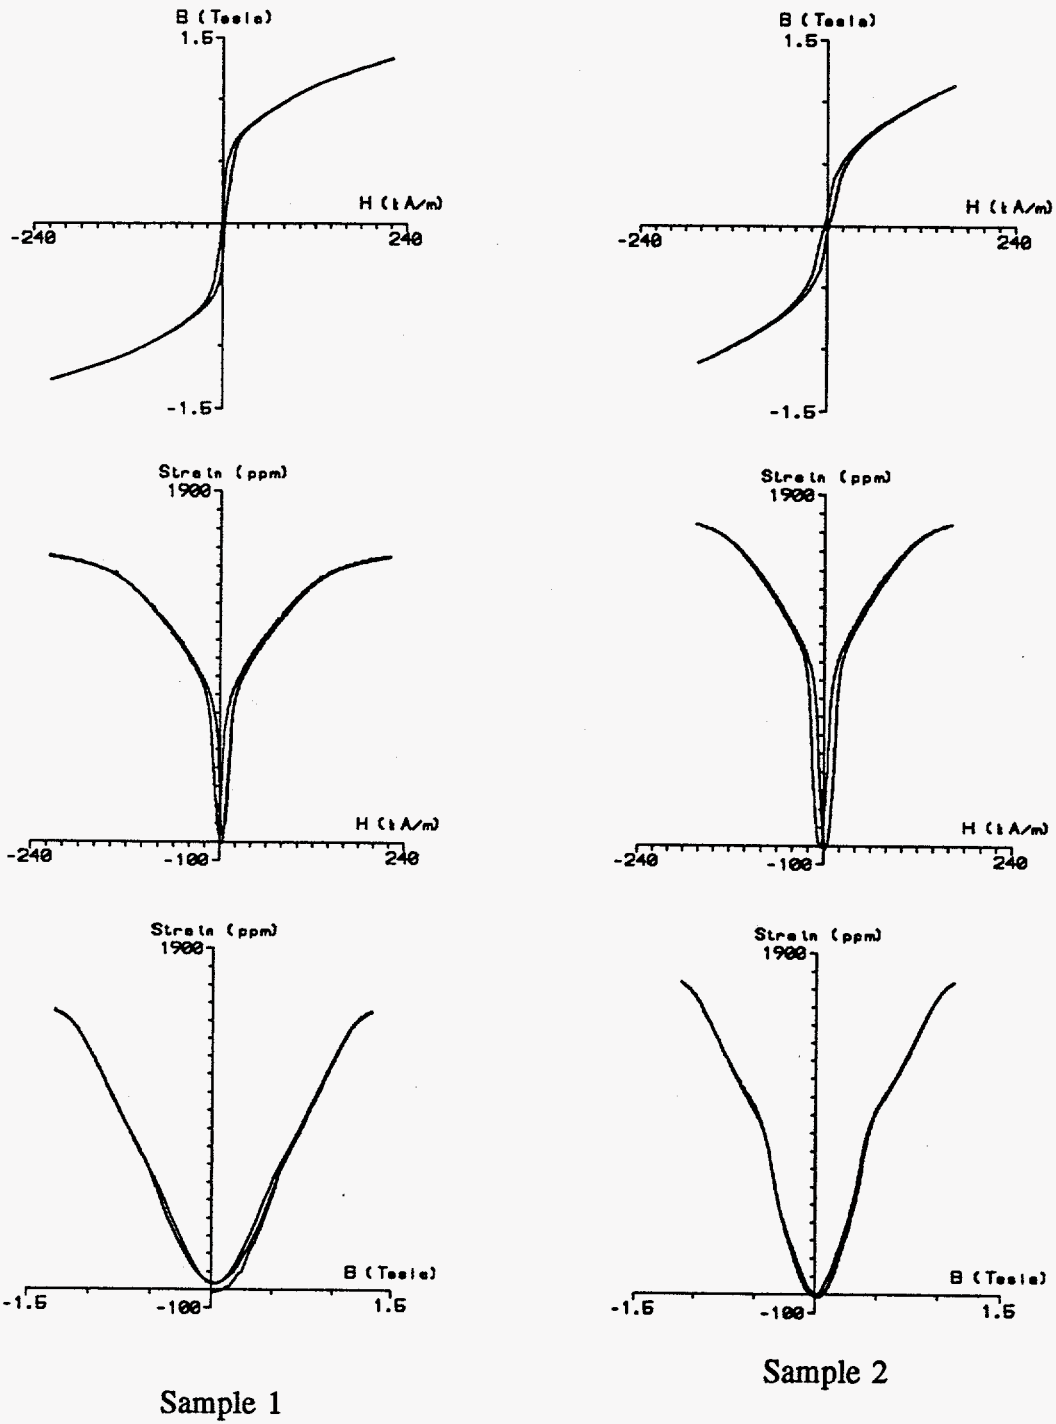 B (Tesla)
1.5
H (kA/m)
-240
240
-1.5
B (Tesla)
1.5
H (kA/m)
-240
240
-1.5
Strain (ppm)
1900
H (kA/m)
-240
-100
240
Strain (ppm)
1900
H (kA/m)
-240
-100
240
Strain (ppm)
1900
B (Tesla)
-1.5
-100
1.5
Strain (ppm)
1900
B (Tesla)
-1.5
-100
1.5
Sample 1
Sample 2